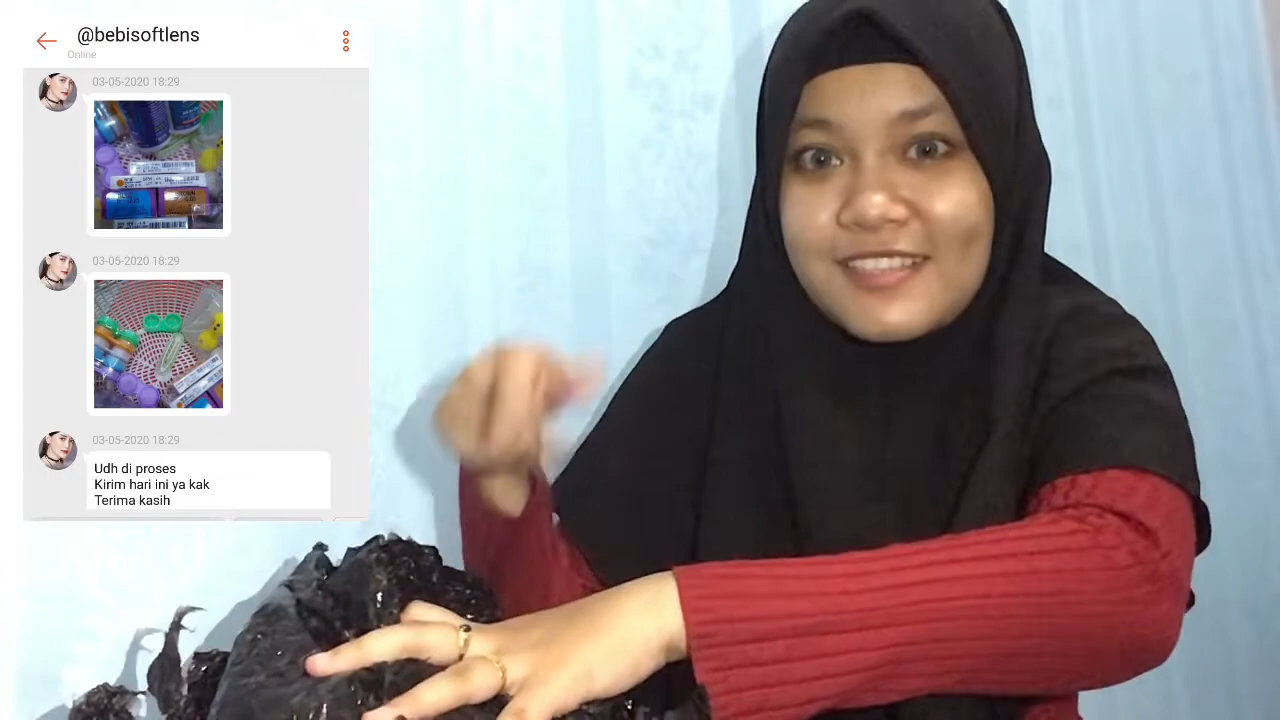 @bebisoftlens
Online
03-05-2020 18:29
03-05-2020 18:29
03-05-2020 18:29
Udh di proses
Kirim hari ini ya kak
Terima kasih